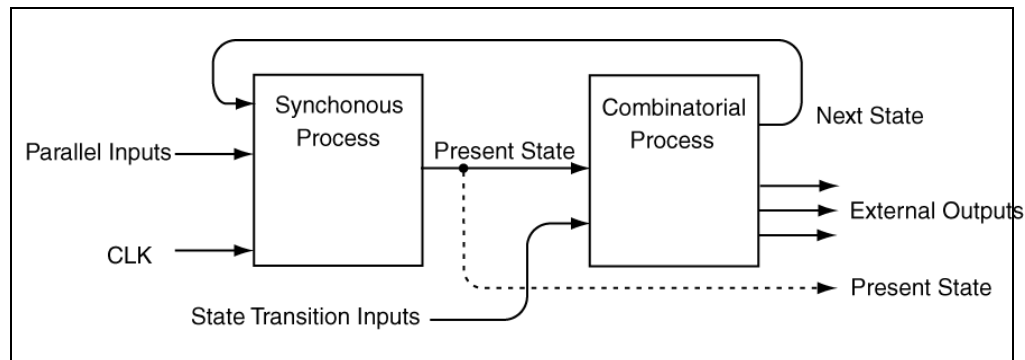 Synchonous
Process
Combinatorial
Process
Next State
Parallel Inputs
Present State
External Outputs
CLK
Present State
State Transition Inputs